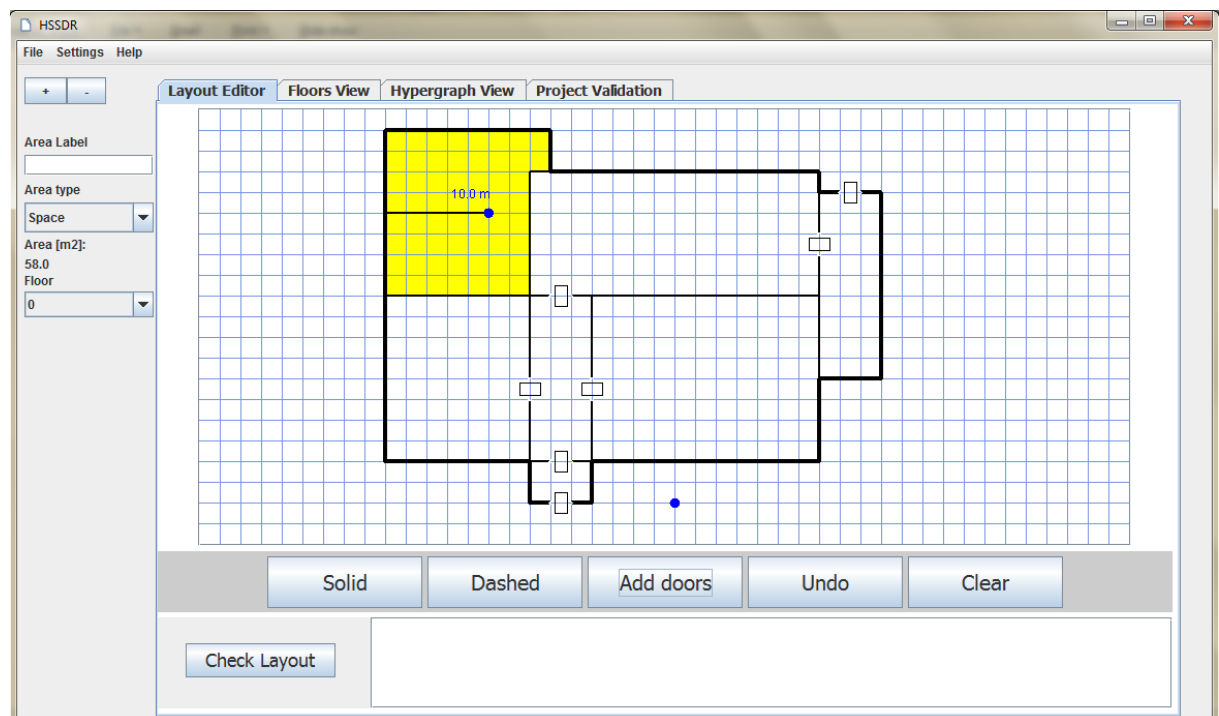 HSSDR
File Settings Help
+ -
Layout Editor Floors View Hypergraph View Project Validation
Area Label
Area type
Space
Area [m2]:
58.0
Floor
0
10.0 m
Solid Dashed Add doors Undo Clear
Check Layout